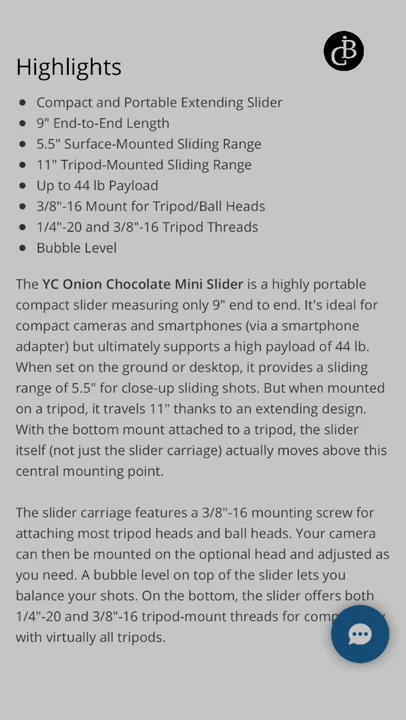 Highlights
Compact and Portable Extending Slider
9" End-to-End Length
5.5" Surface-Mounted Sliding Range
11" Tripod-Mounted Sliding Range
Up to 44 lb Payload
3/8"-16 Mount for Tripod/Ball Heads
1/4"-20 and 3/8"-16 Tripod Threads
Bubble Level
The YC Onion Chocolate Mini Slider is a highly portable
compact slider measuring only 9" end to end. It's ideal for
compact cameras and smartphones (via a smartphone
adapter) but ultimately supports a high payload of 44 lb.
When set on the ground or desktop, it provides a sliding
range of 5.5" for close-up sliding shots. But when mounted
on a tripod, it travels 11" thanks to an extending design.
With the bottom mount attached to a tripod, the slider
itself (not just the slider carriage) actually moves above this
central mounting point.
The slider carriage features a 3/8"-16 mounting screw for
attaching most tripod heads and ball heads. Your camera
can then be mounted on the optional head and adjusted as
you need. A bubble level on top of the slider lets you
balance your shots. On the bottom, the slider offers both
1/4"-20 and 3/8"-16 tripod-mount threads for
with virtually all tripods.